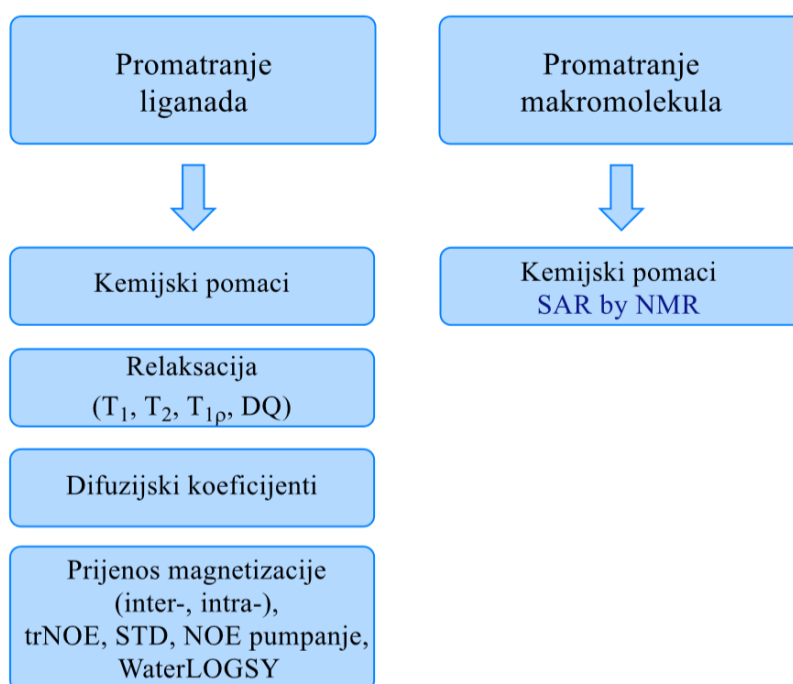 Promatranje
liganada
Promatranje
makromolekula
Kemijski pomaci
Kemijski pomaci
SAR by NMR
Relaksacija
(T₁, T₂, T₁ᵨ, DQ)
Difuzijski koeficijenti
Prijenos magnetizacije
(inter-, intra-),
trNOE, STD, NOE pumpanje,
WaterLOGSY